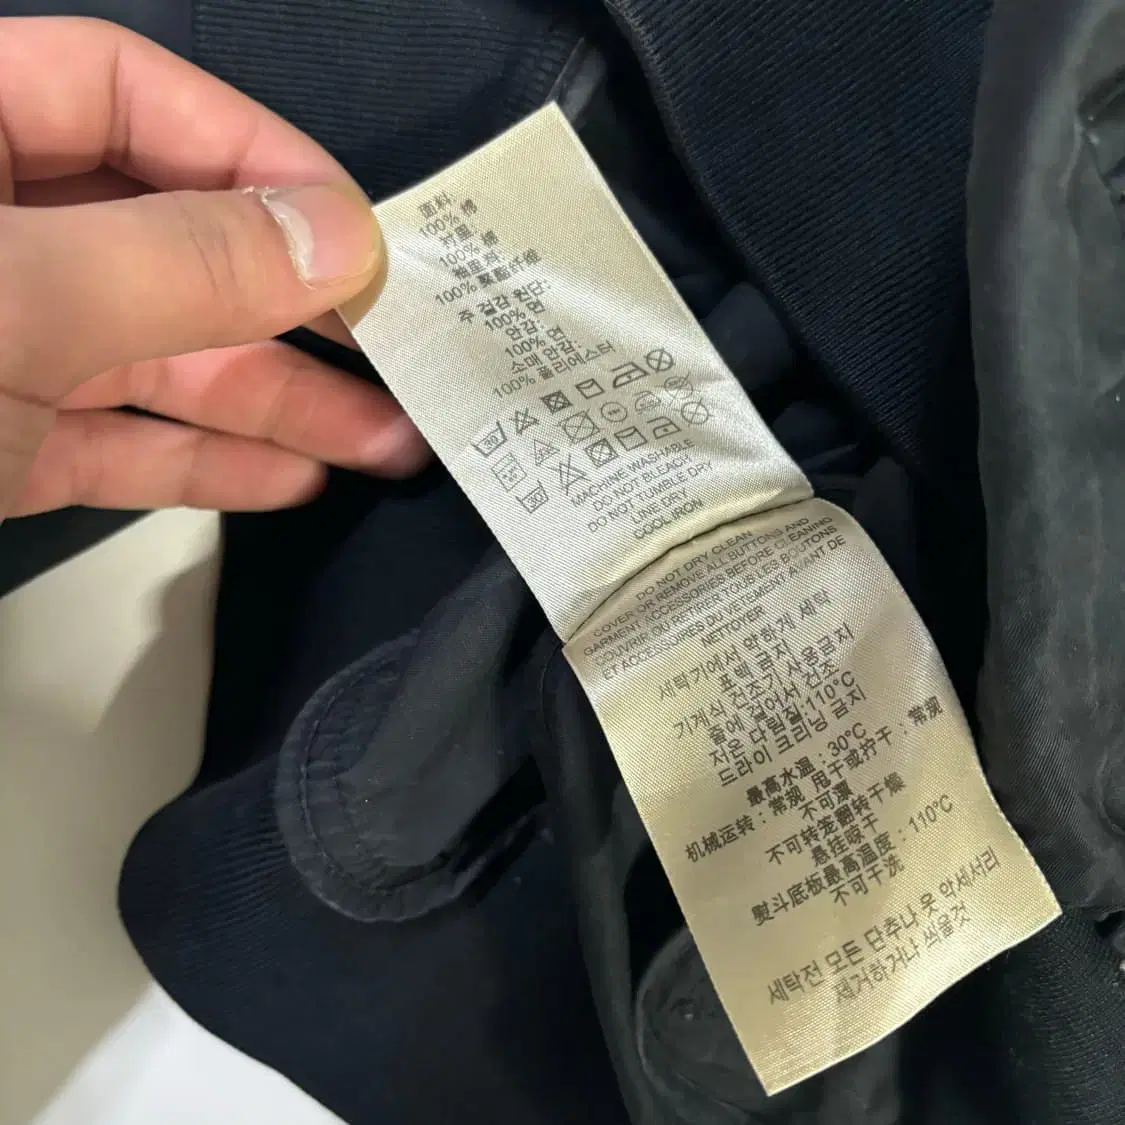 面料:
100% 棉
衬里:
100% 棉
袖里料:
100% 聚酯纤维
주 겉감 원단:
100% 면
안감:
100% 면
소매 안감:
100% 폴리에스터
30
30
MACHINE WASHABLE
DO NOT BLEACH
DO NOT TUMBLE DRY
LINE DRY
COOL IRON
DO NOT DRY CLEAN
COVER OR REMOVE ALL BUTTONS AND
GARMENT ACCESSORIES BEFORE CLEANING
COUVRIR OU RETIRER TOUS LES BOUTONS
ET ACCESSOIRES DU VETEMENT AVANT DE
NETTOYER
세탁기에서 약하게 세탁
표백 금지
기계식 건조기 사용금지
줄에 걸어서 건조
저온 다림질:110°C
드라이 크리닝 금지
最高水温 : 30°C
机械运转 : 常规 甩干或拧干 : 常规
不可漂
不可转笼翻转干燥
悬挂晾干
熨斗底板最高温度 : 110°C
不可干洗
세탁전 모든 단추나 옷 악세서리
제거하거나 씌울것